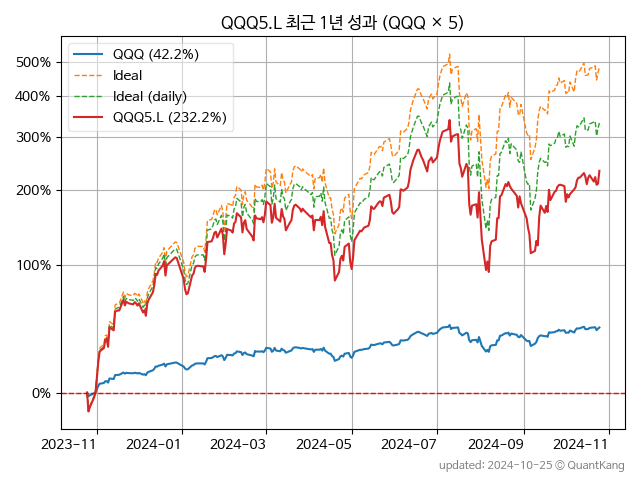 QQQ5.L 최근 1년 성과 (QQQ × 5)
QQQ (42.2%)
Ideal
Ideal (daily)
QQQ5.L (232.2%)
500%
400%
300%
200%
100%
0%
2023-11
2024-01
2024-03
2024-05
2024-07
2024-09
2024-11
updated: 2024-10-25 © QuantKang